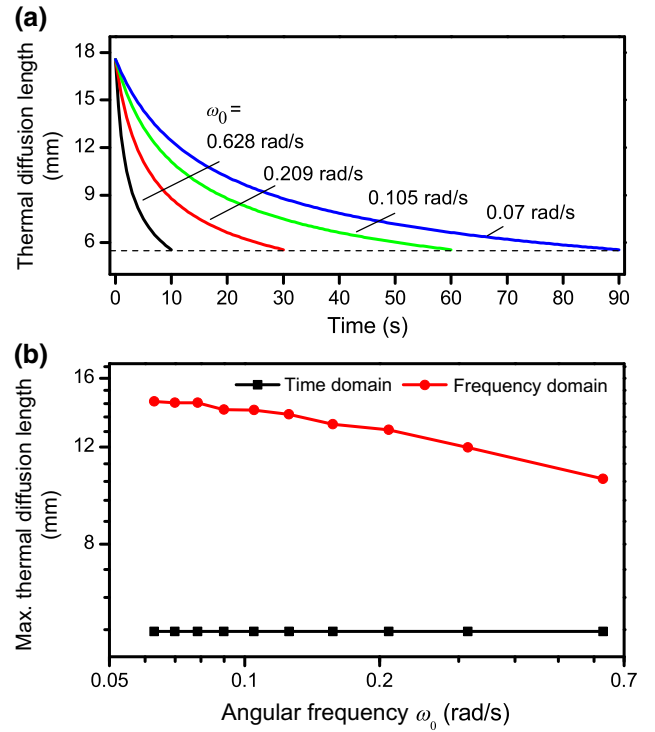 (a)
Thermal diffusion length
(mm)
18
15
12
9
6
ω₀ =
0.628 rad/s
0.209 rad/s
0.105 rad/s
0.07 rad/s
0 10 20 30 40 50 60 70 80 90
Time (s)
(b)
Max. thermal diffusion length
(mm)
16
12
8
Time domain Frequency domain
0.05 0.1 0.2 0.7
Angular frequency ω₀ (rad/s)